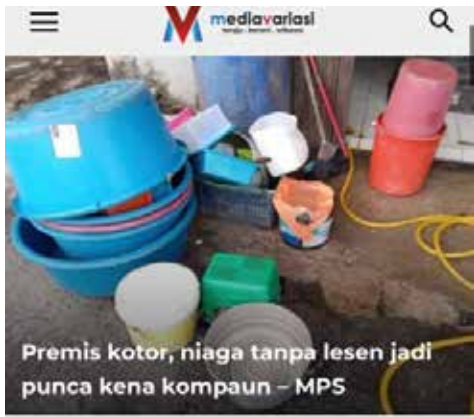 mediavariasi
Premis kotor, niaga tanpa lesen jadi
punca kena kompaun – MPS